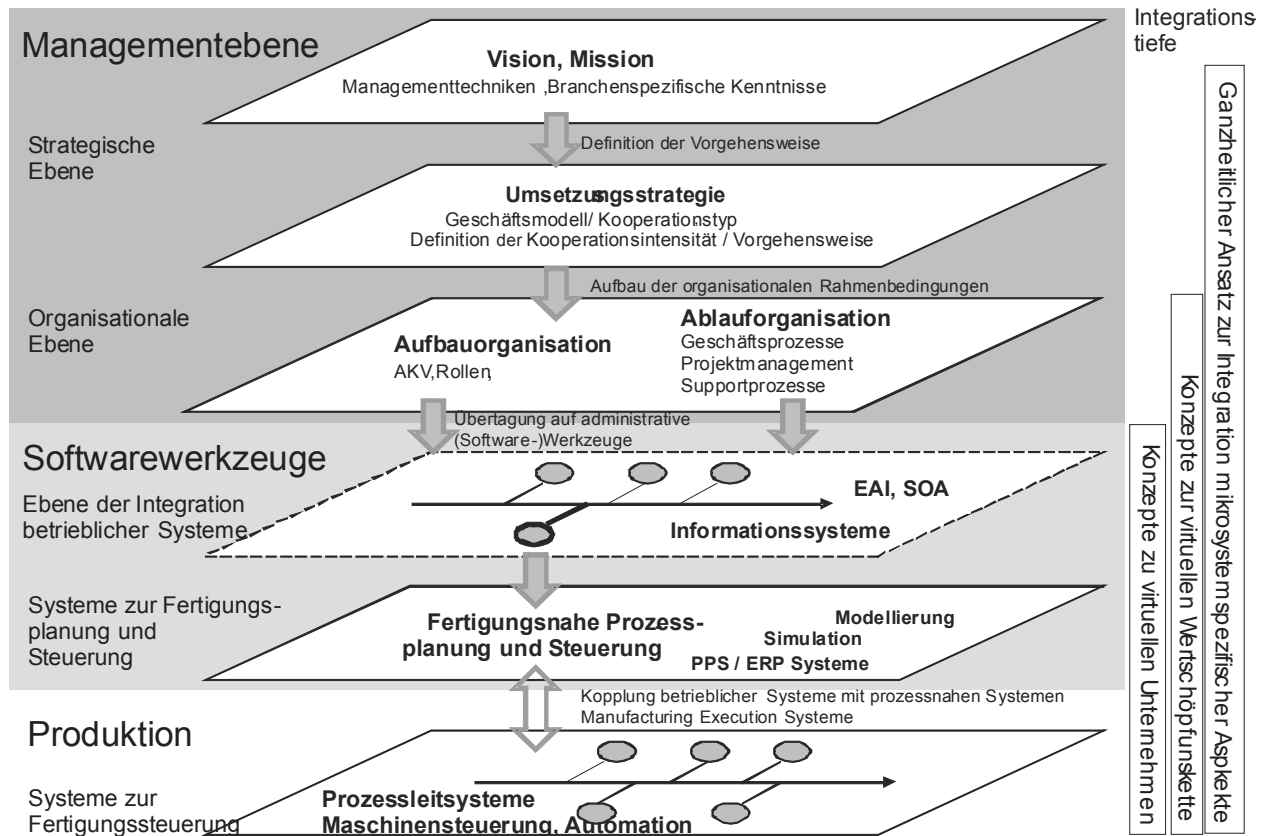 Integrations-
tiefe
Managementebene
Vision, Mission
Managementtechniken ,Branchenspezifische Kenntnisse
Strategische
Ebene
Definition der Vorgehensweise
Umsetzungsstrategie
Geschäftsmodell/ Kooperationstyp
Definition der Kooperationsintensität / Vorgehensweise
Aufbau der organisationalen Rahmenbedingungen
Organisationale
Ebene
Aufbauorganisation
AKV,Rollen,
Ablauforganisation
Geschäftsprozesse
Projektmanagement
Supportprozesse
Übertagung auf administrative
(Software-)Werkzeuge
Softwarewerkzeuge
Ebene der Integration
betrieblicher Systeme
EAI, SOA
Informationssysteme
Systeme zur Fertigungs-
planung und
Steuerung
Fertigungsnahe Prozess-
planung und Steuerung
Modellierung
Simulation
PPS / ERP Systeme
Kopplung betrieblicher Systeme mit prozessnahen Systemen
Manufacturing Execution Systeme
Produktion
Systeme zur
Fertigungssteuerung
Prozessleitsysteme
Maschinensteuerung, Automation
Konzepte zu virtuellen Unternehmen
Konzepte zur virtuellen Wertschöpfunskette
Ganzheitlicher Ansatz zur Integration mikrosystemspezifischer Aspkekte